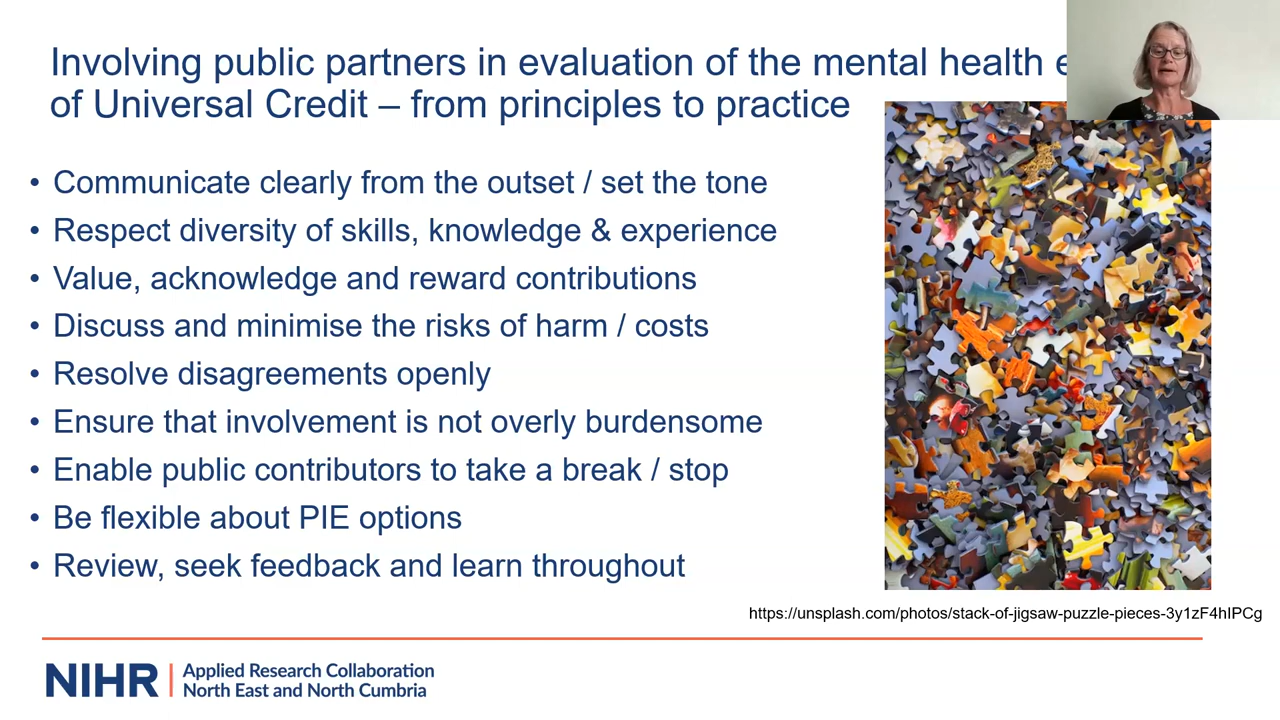 Involving public partners in evaluation of the mental health
of Universal Credit – from principles to practice
• Communicate clearly from the outset / set the tone
• Respect diversity of skills, knowledge & experience
• Value, acknowledge and reward contributions
• Discuss and minimise the risks of harm / costs
• Resolve disagreements openly
• Ensure that involvement is not overly burdensome
• Enable public contributors to take a break / stop
• Be flexible about PIE options
• Review, seek feedback and learn throughout
https://unsplash.com/photos/stack-of-jigsaw-puzzle-pieces-3y1zF4hIPCg
NIHR | Applied Research Collaboration
North East and North Cumbria